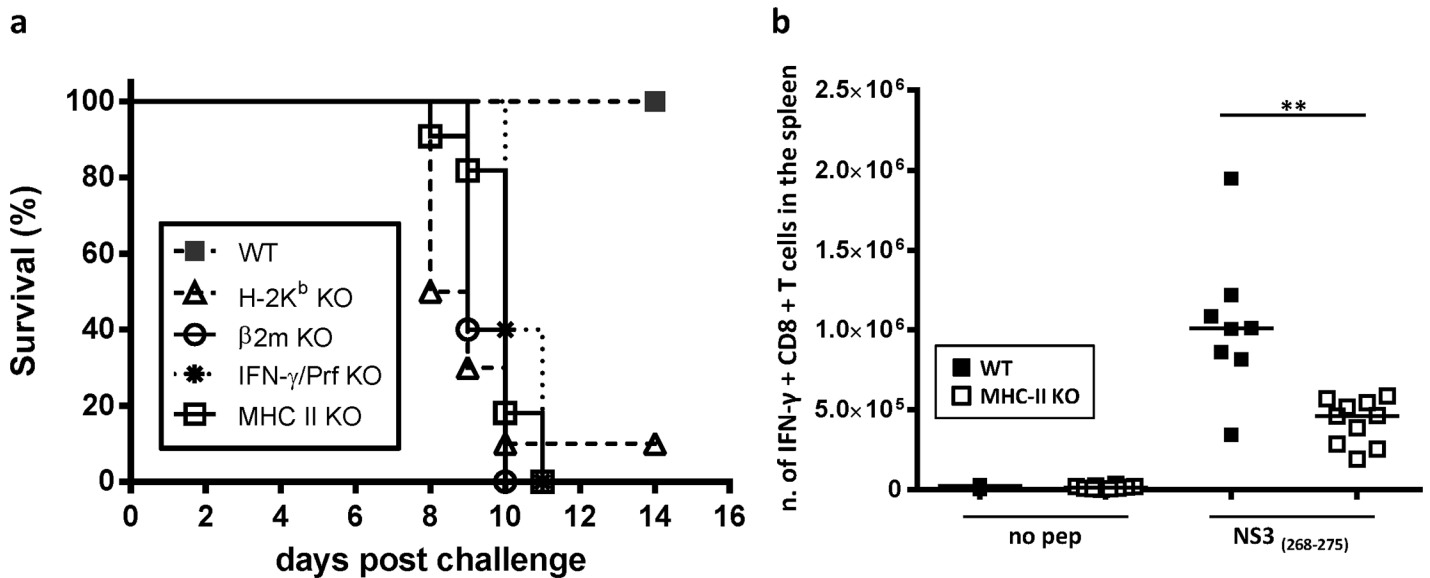 a
Survival (%)
100
80
60
40
20
0
WT
H-2Kᵇ KO
β2m KO
IFN-γ/Prf KO
MHC II KO
0 2 4 6 8 10 12 14 16
days post challenge
b
n. of IFN-γ + CD8 + T cells in the spleen
2.5×10⁶
2.0×10⁶
1.5×10⁶
1.0×10⁶
5.0×10⁵
0
**
WT
MHC-II KO
no pep NS3 (268-275)